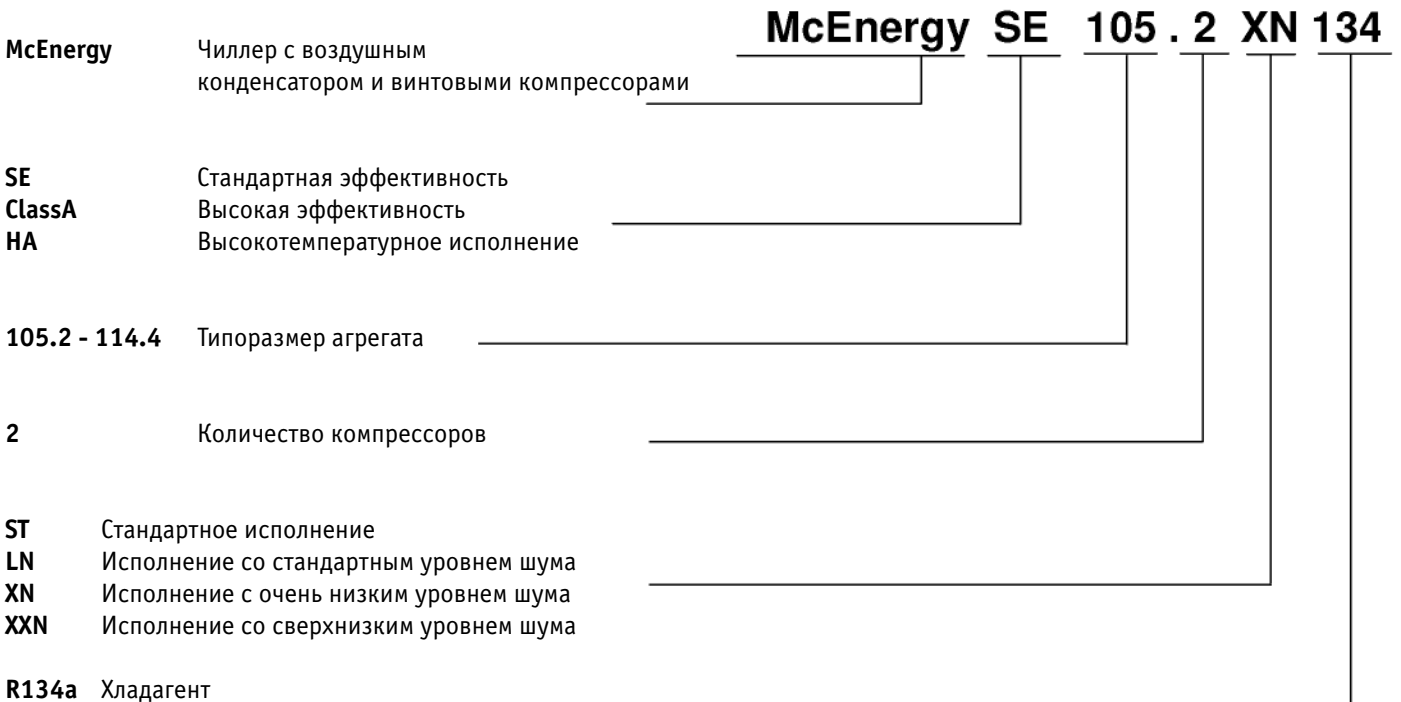 McEnergy SE 105 . 2 XN 134
McEnergy Чиллер с воздушным
конденсатором и винтовыми компрессорами
SE Стандартная эффективность
ClassA Высокая эффективность
HA Высокотемпературное исполнение
105.2 - 114.4 Типоразмер агрегата
2 Количество компрессоров
ST Стандартное исполнение
LN Исполнение со стандартным уровнем шума
XN Исполнение с очень низким уровнем шума
XXN Исполнение со сверхнизким уровнем шума
R134a Хладагент